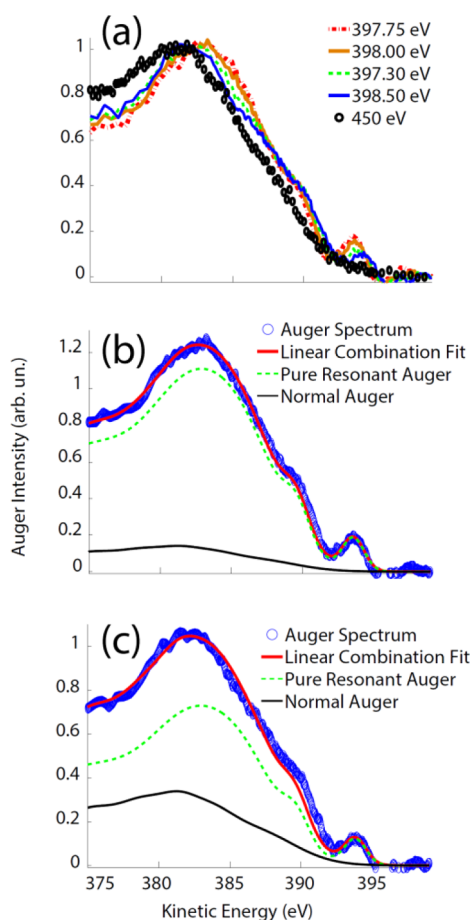 (a)
397.75 eV
398.00 eV
397.30 eV
398.50 eV
450 eV
1
0.8
0.6
0.4
0.2
0
(b)
Auger Spectrum
Linear Combination Fit
Pure Resonant Auger
Normal Auger
1.2
1
0.8
0.6
0.4
0.2
0
Auger Intensity (arb. un.)
(c)
Auger Spectrum
Linear Combination Fit
Pure Resonant Auger
Normal Auger
1
0.8
0.6
0.4
0.2
0
375 380 385 390 395
Kinetic Energy (eV)